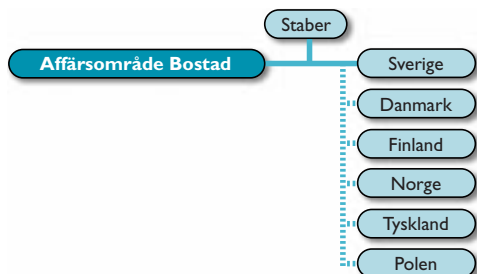 Staber
Affärsområde Bostad
Sverige
Danmark
Finland
Norge
Tyskland
Polen